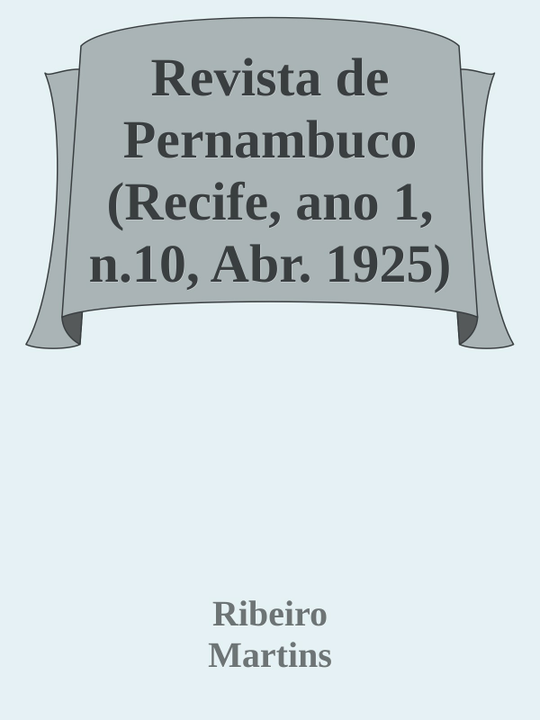 Revista de
Pernambuco
(Recife, ano 1,
n.10, Abr. 1925)
Ribeiro
Martins